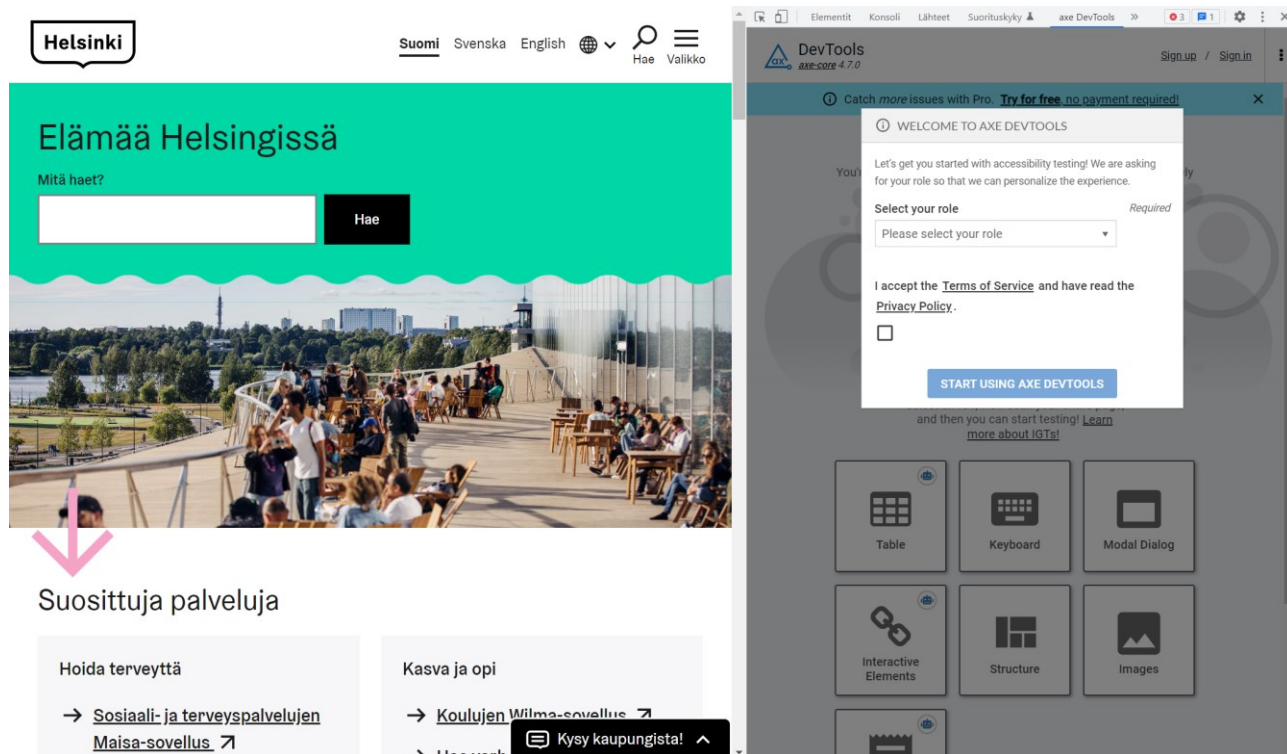 Helsinki
Suomi Svenska English
Hae Valikko
Elämää Helsingissä
Mitä haet?
Hae
Suosittuja palveluja
Hoida terveyttä
Sosiaali- ja terveyspalvelujen
Maisa-sovellus
Kasva ja opi
Koulujen Wilma-sovellus
Kysy kaupungista!
Elementit Konsoli Lähteet Suorituskyky axe DevTools 3 1
ax
DevTools
axe-core 4.7.0
Sign up / Sign in
Catch more issues with Pro. Try for free, no payment required!
WELCOME TO AXE DEVTOOLS
Let's get you started with accessibility testing! We are asking
for your role so that we can personalize the experience.
Select your role Required
Please select your role
I accept the Terms of Service and have read the
Privacy Policy.
START USING AXE DEVTOOLS
and then you can start testing! Learn
more about IGTs!
Table Keyboard Modal Dialog
Interactive
Elements
Structure Images